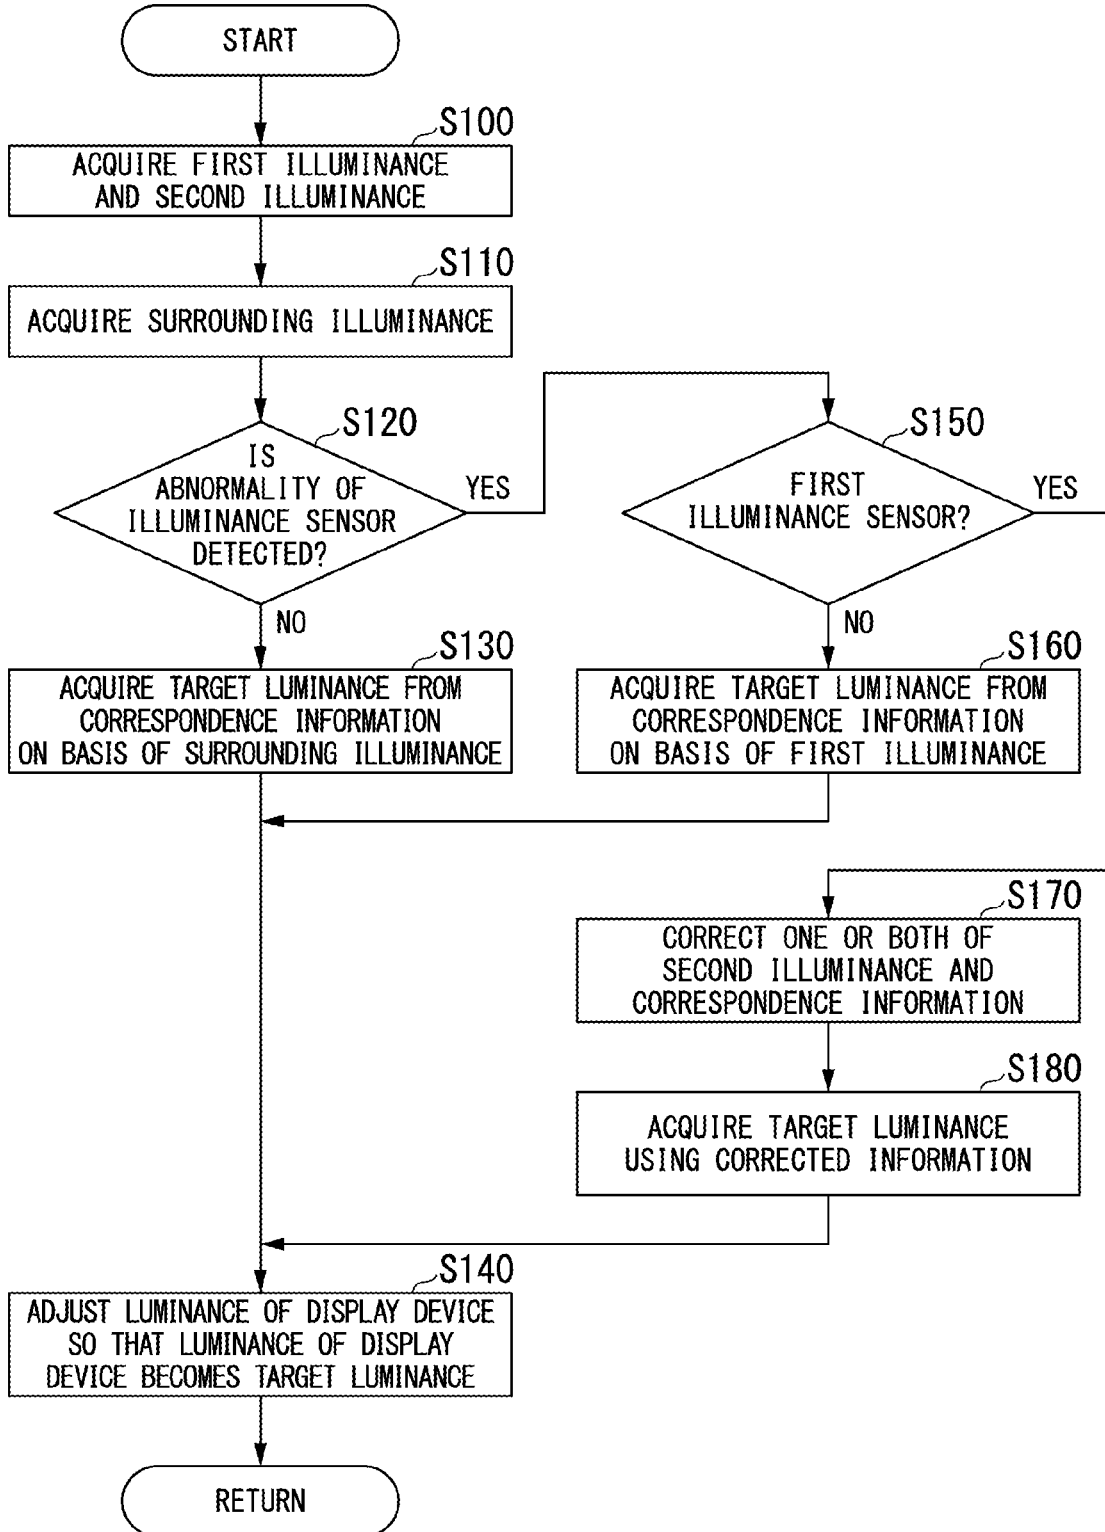 START
S100
ACQUIRE FIRST ILLUMINANCE
AND SECOND ILLUMINANCE
S110
ACQUIRE SURROUNDING ILLUMINANCE
S120
IS
ABNORMALITY OF
ILLUMINANCE SENSOR
DETECTED?
YES
NO
S150
FIRST
ILLUMINANCE SENSOR?
YES
NO
S130
ACQUIRE TARGET LUMINANCE FROM
CORRESPONDENCE INFORMATION
ON BASIS OF SURROUNDING ILLUMINANCE
S160
ACQUIRE TARGET LUMINANCE FROM
CORRESPONDENCE INFORMATION
ON BASIS OF FIRST ILLUMINANCE
S170
CORRECT ONE OR BOTH OF
SECOND ILLUMINANCE AND
CORRESPONDENCE INFORMATION
S180
ACQUIRE TARGET LUMINANCE
USING CORRECTED INFORMATION
S140
ADJUST LUMINANCE OF DISPLAY DEVICE
SO THAT LUMINANCE OF DISPLAY
DEVICE BECOMES TARGET LUMINANCE
RETURN